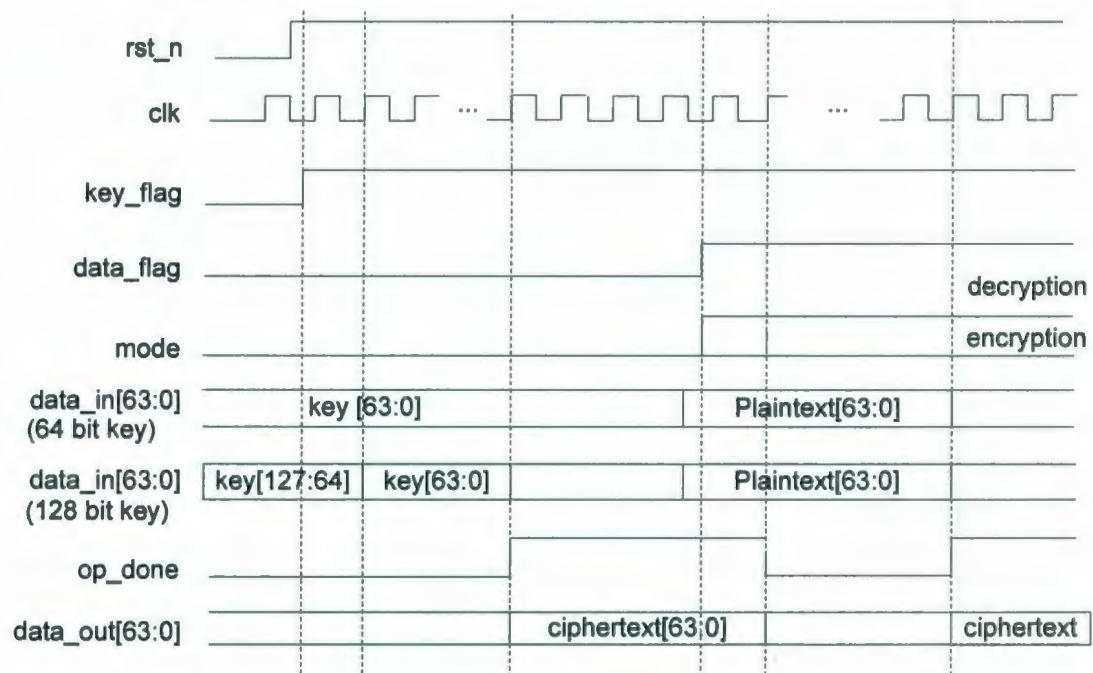 rst_n
clk
... ...
key_flag
data_flag
decryption
mode
encryption
data_in[63:0]
(64 bit key)
key [63:0]
Plaintext[63:0]
data_in[63:0]
(128 bit key)
key[127:64]
key[63:0]
Plaintext[63:0]
op_done
data_out[63:0]
ciphertext[63:0]
ciphertext